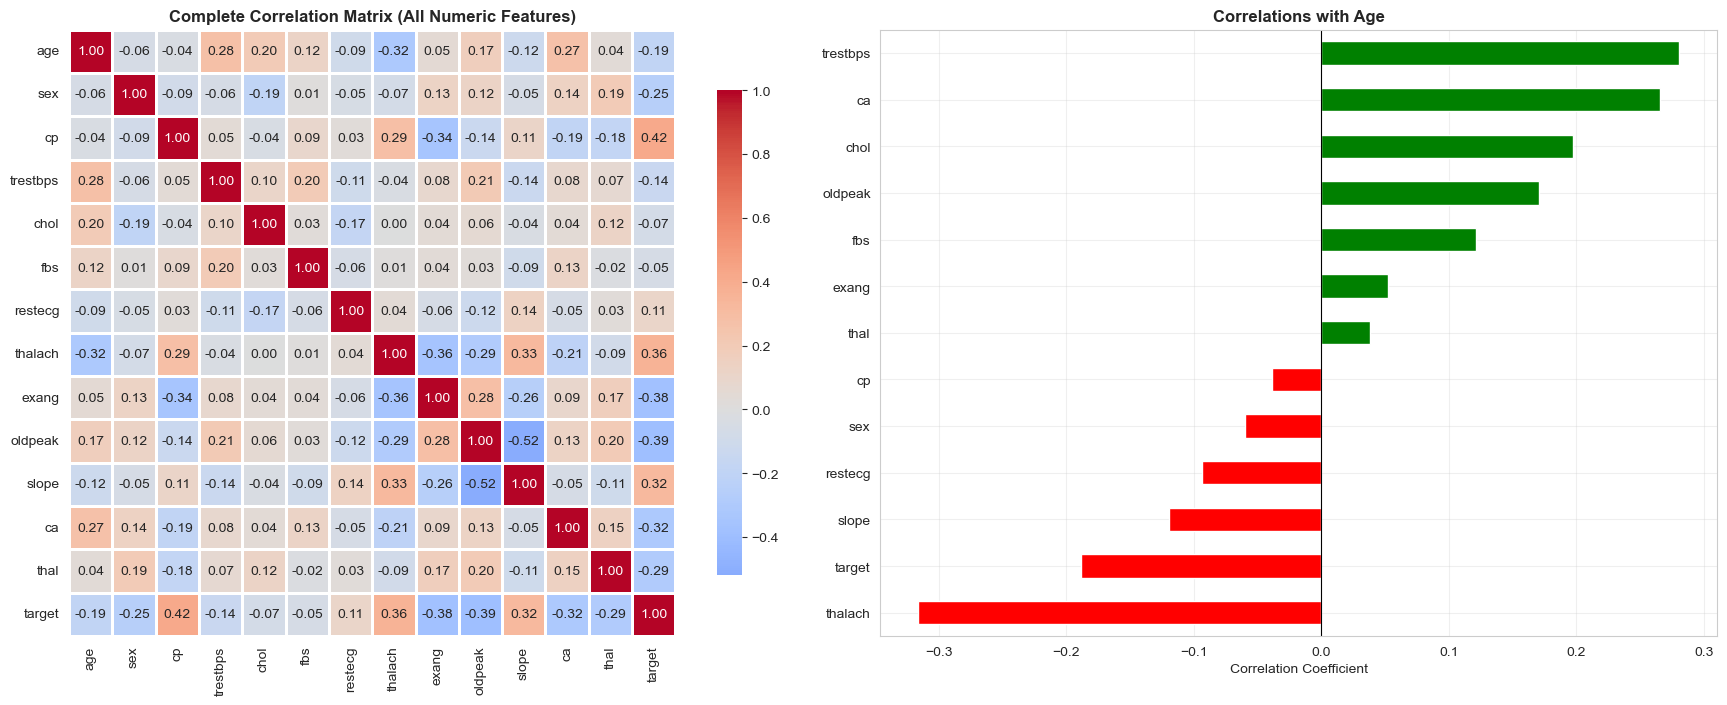 Complete Correlation Matrix (All Numeric Features)
age 1.00 -0.06 -0.04 0.28 0.20 0.12 -0.09 -0.32 0.05 0.17 -0.12 0.27 0.04 -0.19
sex -0.06 1.00 -0.09 -0.06 -0.19 0.01 -0.05 -0.07 0.13 0.12 -0.05 0.14 0.19 -0.25
cp -0.04 -0.09 1.00 0.05 -0.04 0.09 0.03 0.29 -0.34 -0.14 0.11 -0.19 -0.18 0.42
trestbps 0.28 -0.06 0.05 1.00 0.10 0.20 -0.11 -0.04 0.08 0.21 -0.14 0.08 0.07 -0.14
chol 0.20 -0.19 -0.04 0.10 1.00 0.03 -0.17 0.00 0.04 0.06 -0.04 0.04 0.12 -0.07
fbs 0.12 0.01 0.09 0.20 0.03 1.00 -0.06 0.01 0.04 0.03 -0.09 0.13 -0.02 -0.05
restecg -0.09 -0.05 0.03 -0.11 -0.17 -0.06 1.00 0.04 -0.06 -0.12 0.14 -0.05 0.03 0.11
thalach -0.32 -0.07 0.29 -0.04 0.00 0.01 0.04 1.00 -0.36 -0.29 0.33 -0.21 -0.09 0.36
exang 0.05 0.13 -0.34 0.08 0.04 0.04 -0.06 -0.36 1.00 0.28 -0.26 0.09 0.17 -0.38
oldpeak 0.17 0.12 -0.14 0.21 0.06 0.03 -0.12 -0.29 0.28 1.00 -0.52 0.13 0.20 -0.39
slope -0.12 -0.05 0.11 -0.14 -0.04 -0.09 0.14 0.33 -0.26 -0.52 1.00 -0.05 -0.11 0.32
ca 0.27 0.14 -0.19 0.08 0.04 0.13 -0.05 -0.21 0.09 0.13 -0.05 1.00 0.15 -0.32
thal 0.04 0.19 -0.18 0.07 0.12 -0.02 0.03 -0.09 0.17 0.20 -0.11 0.15 1.00 -0.29
target -0.19 -0.25 0.42 -0.14 -0.07 -0.05 0.11 0.36 -0.38 -0.39 0.32 -0.32 -0.29 1.00
age sex cp trestbps chol fbs restecg thalach exang oldpeak slope ca thal target
1.0
0.8
0.6
0.4
0.2
0.0
−0.2
−0.4
Correlations with Age
trestbps
ca
chol
oldpeak
fbs
exang
thal
cp
sex
restecg
slope
target
thalach
−0.3 −0.2 −0.1 0.0 0.1 0.2 0.3
Correlation Coefficient